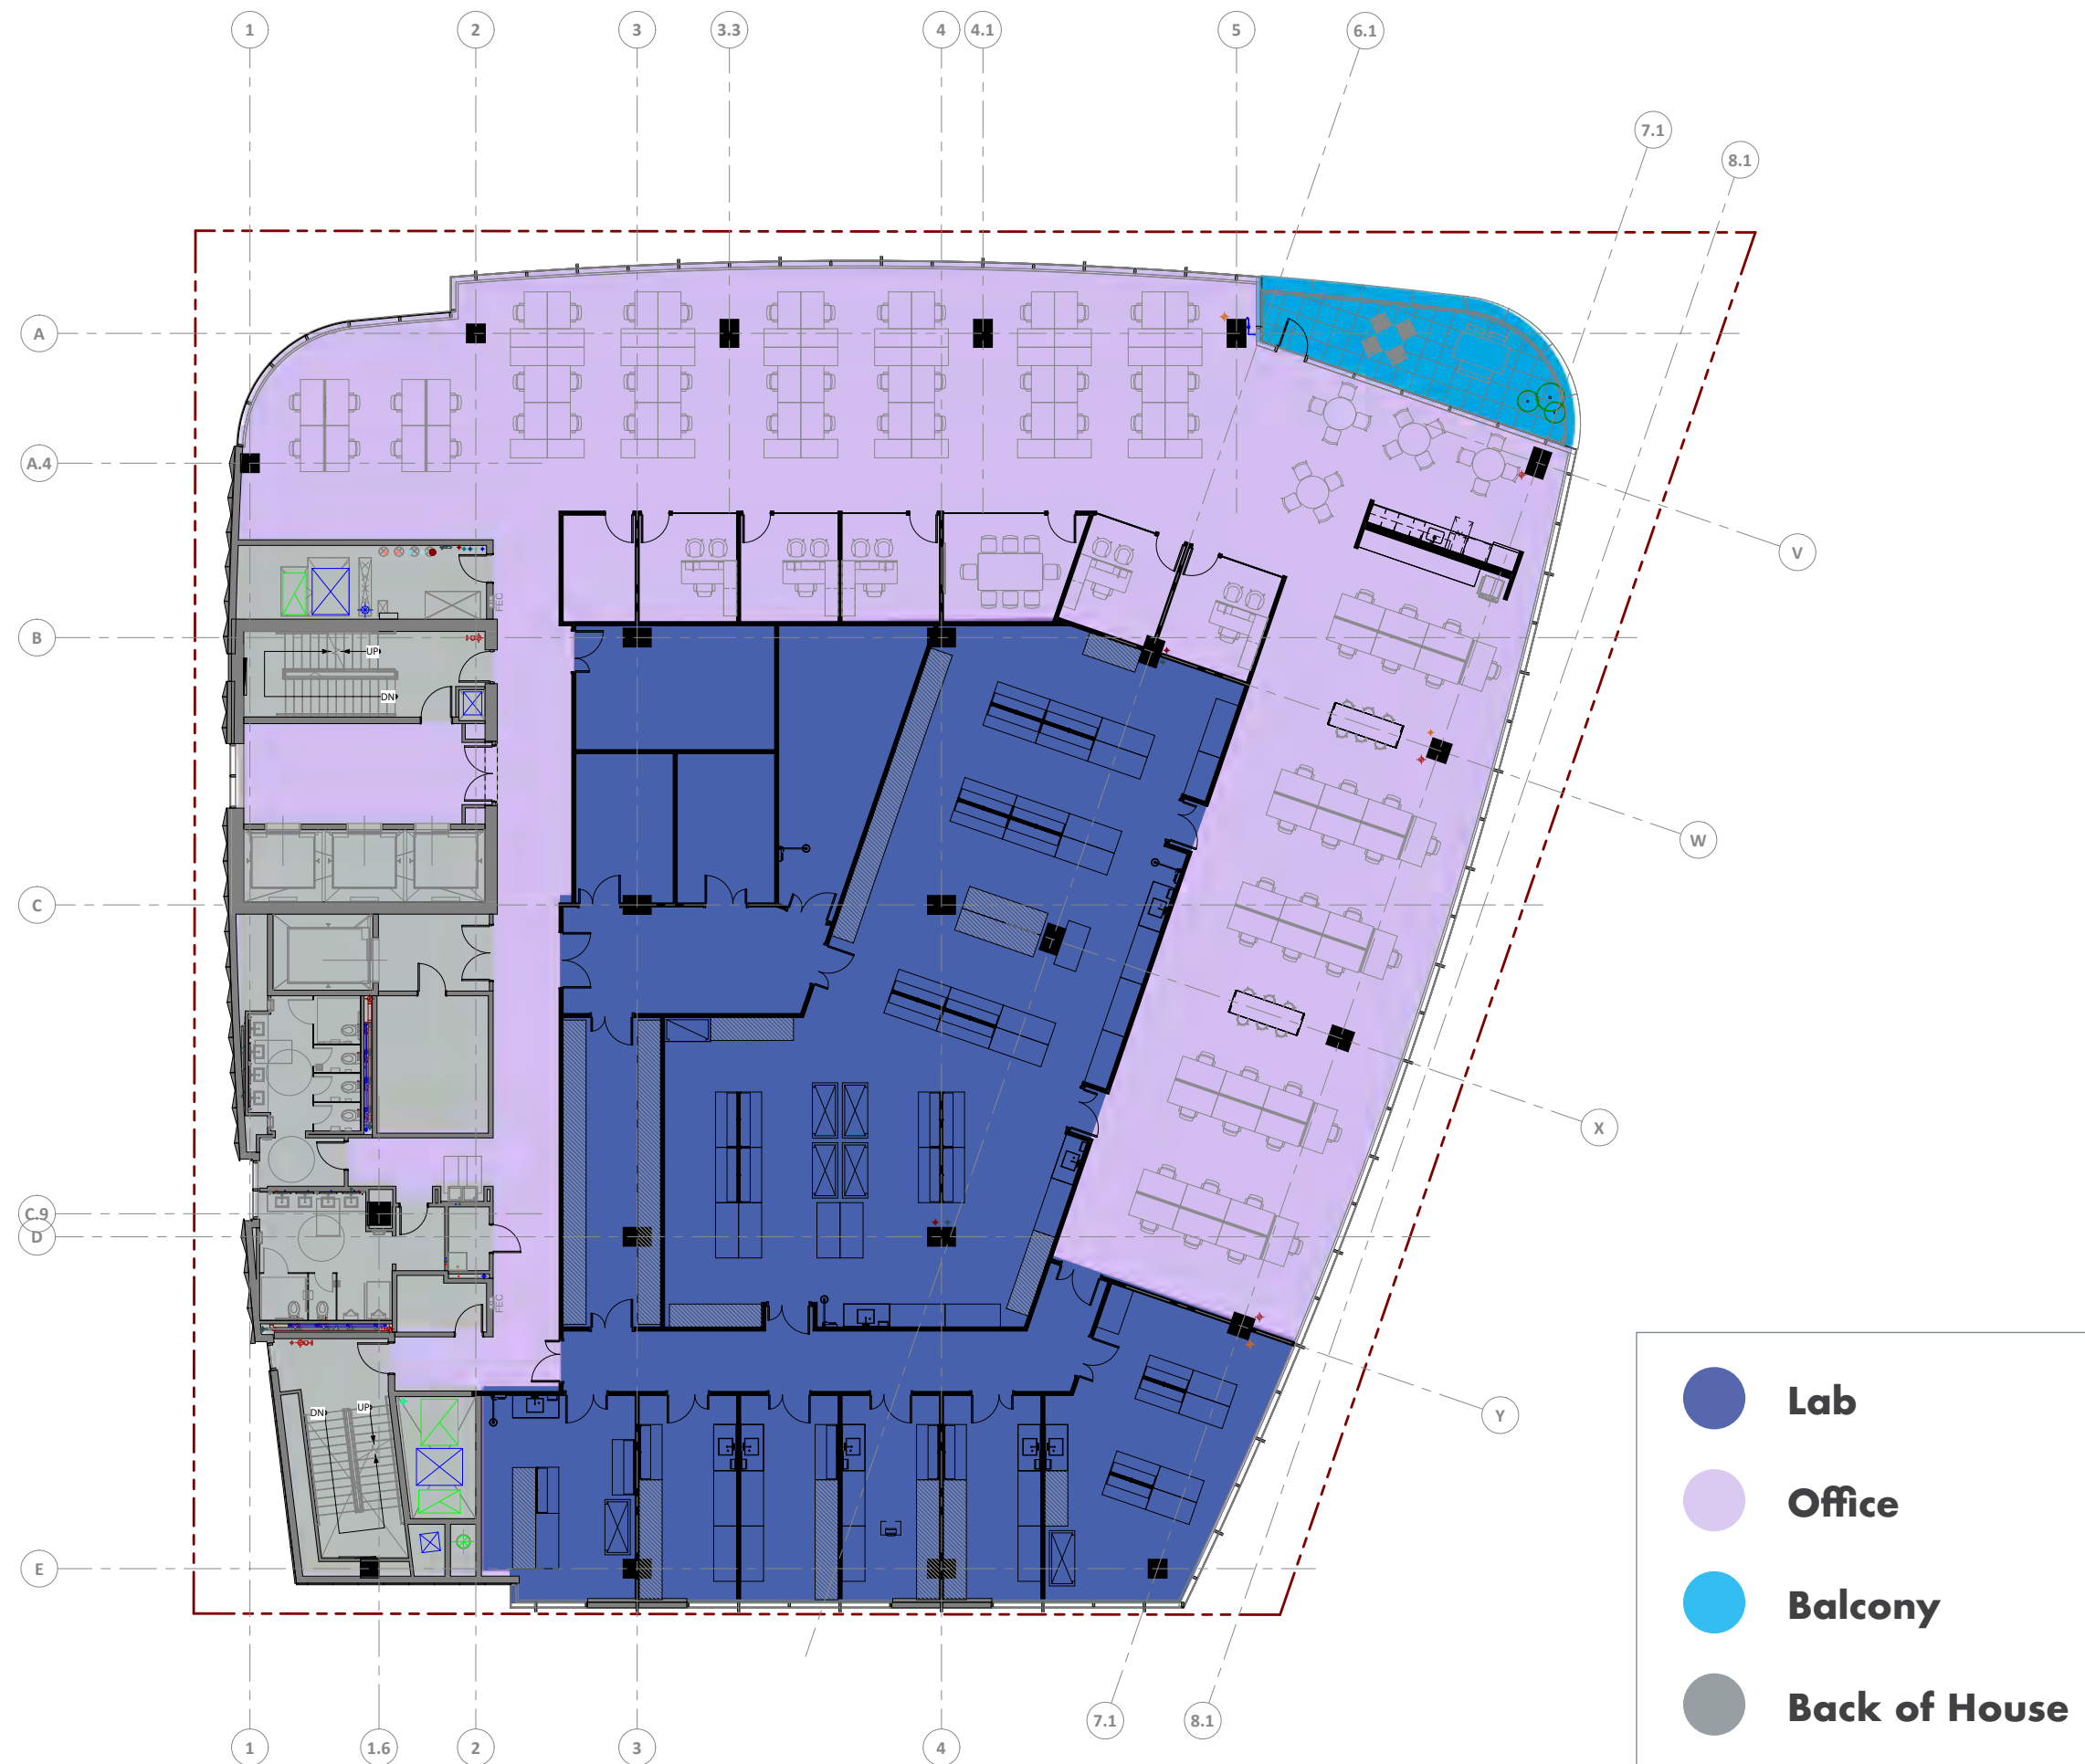 1 2 3 3.3 4 4.1 5 6.1
7.1
8.1
A
A.4
V
FEC
B
UP
DN
W
C
X
C.9
D
FEC
DN UP
Y
E
Lab
Office
Balcony
Back of House
7.1 8.1
1 1.6 2 3 4